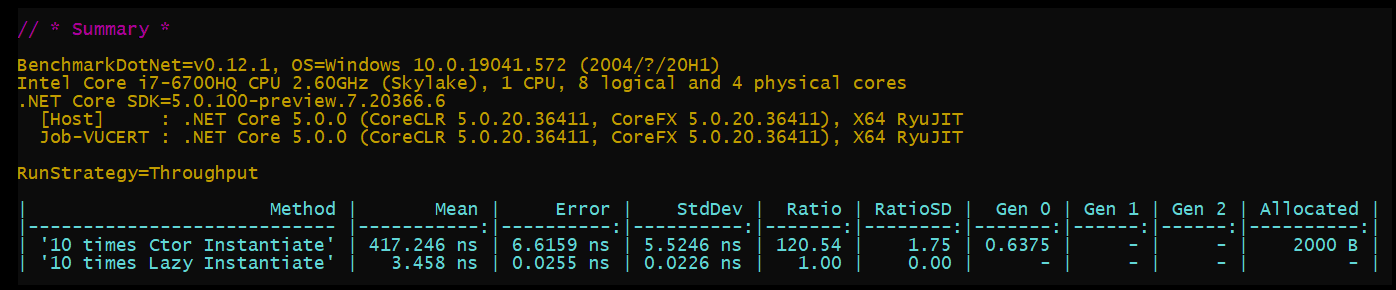 // * Summary *
BenchmarkDotNet=v0.12.1, OS=Windows 10.0.19041.572 (2004/?/20H1)
Intel Core i7-6700HQ CPU 2.60GHz (Skylake), 1 CPU, 8 logical and 4 physical cores
.NET Core SDK=5.0.100-preview.7.20366.6
  [Host]     : .NET Core 5.0.0 (CoreCLR 5.0.20.36411, CoreFX 5.0.20.36411), X64 RyuJIT
  Job-VUCERT : .NET Core 5.0.0 (CoreCLR 5.0.20.36411, CoreFX 5.0.20.36411), X64 RyuJIT
RunStrategy=Throughput
|                      Method |       Mean |     Error |    StdDev |  Ratio | RatioSD |  Gen 0 | Gen 1 | Gen 2 | Allocated |
|---------------------------- |-----------:|----------:|----------:|-------:|--------:|-------:|------:|------:|----------:|
| '10 times Ctor Instantiate' | 417.246 ns | 6.6159 ns | 5.5246 ns | 120.54 |    1.75 | 0.6375 |     - |     - |    2000 B |
| '10 times Lazy Instantiate' |   3.458 ns | 0.0255 ns | 0.0226 ns |   1.00 |    0.00 |      - |     - |     - |         - |